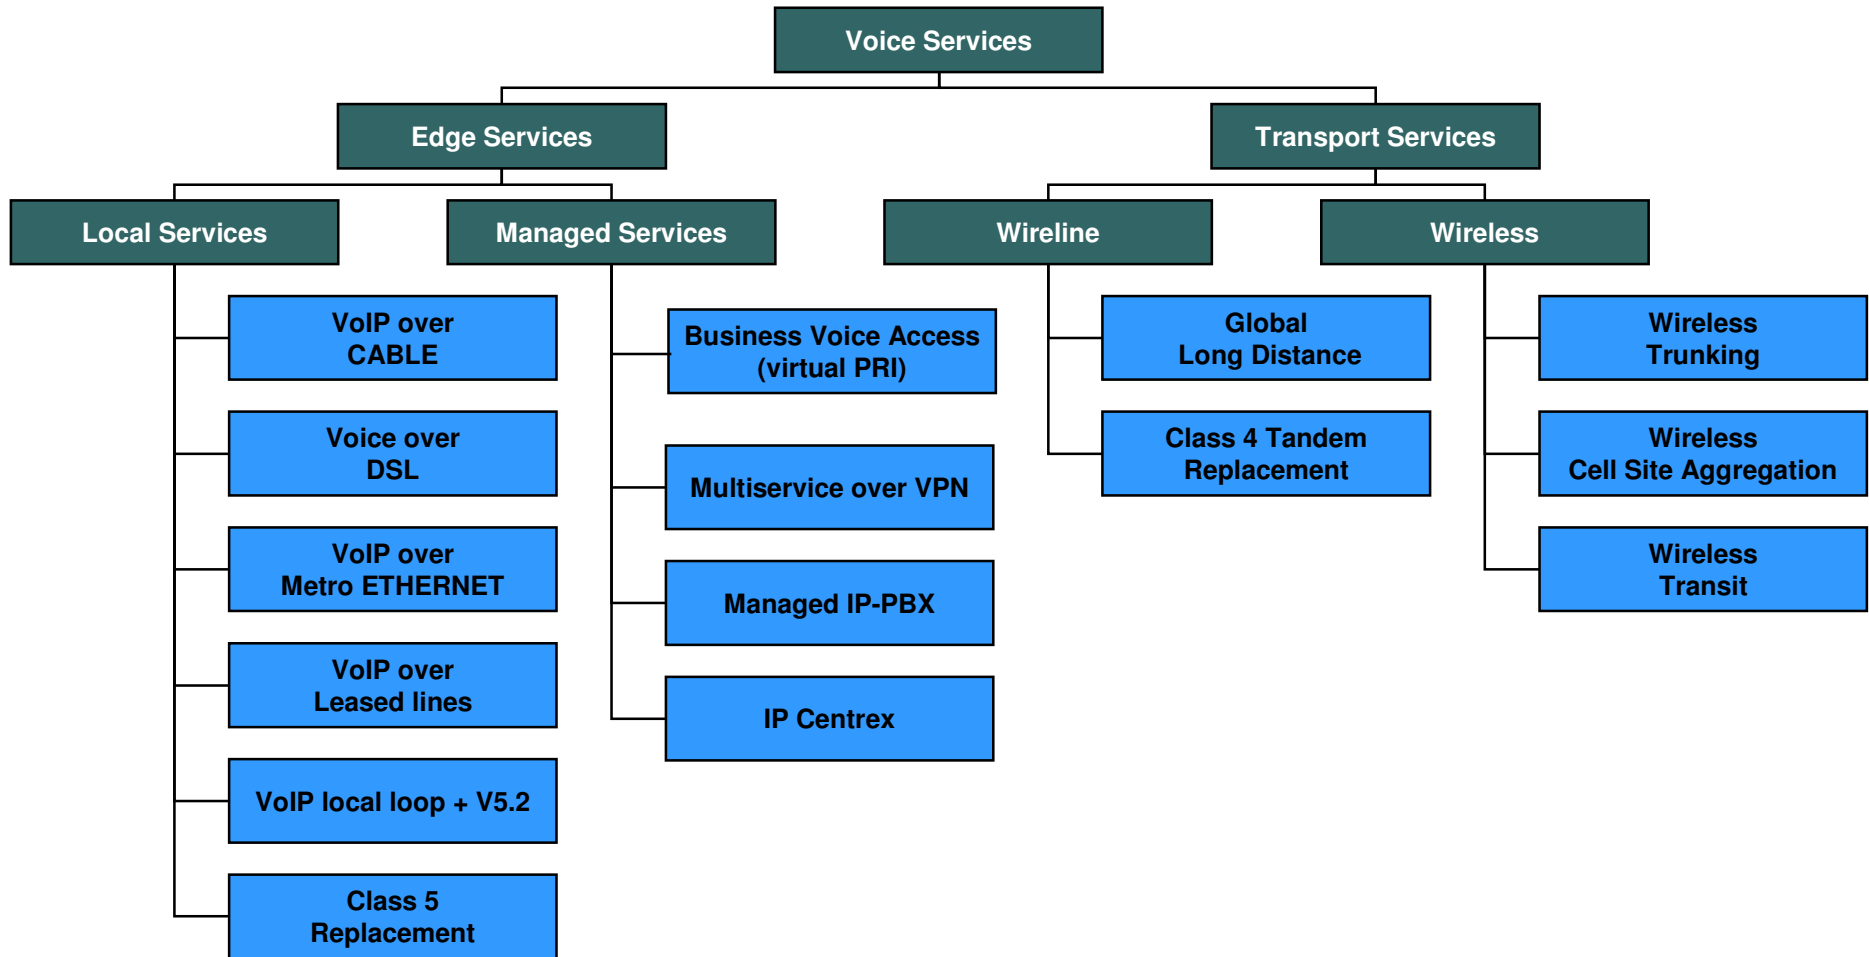 Voice Services
Edge Services
Transport Services
Local Services
Managed Services
Wireline
Wireless
VoIP over
CABLE
Voice over
DSL
VoIP over
Metro ETHERNET
VoIP over
Leased lines
VoIP local loop + V5.2
Class 5
Replacement
Business Voice Access
(virtual PRI)
Multiservice over VPN
Managed IP-PBX
IP Centrex
Global
Long Distance
Class 4 Tandem
Replacement
Wireless
Trunking
Wireless
Cell Site Aggregation
Wireless
Transit